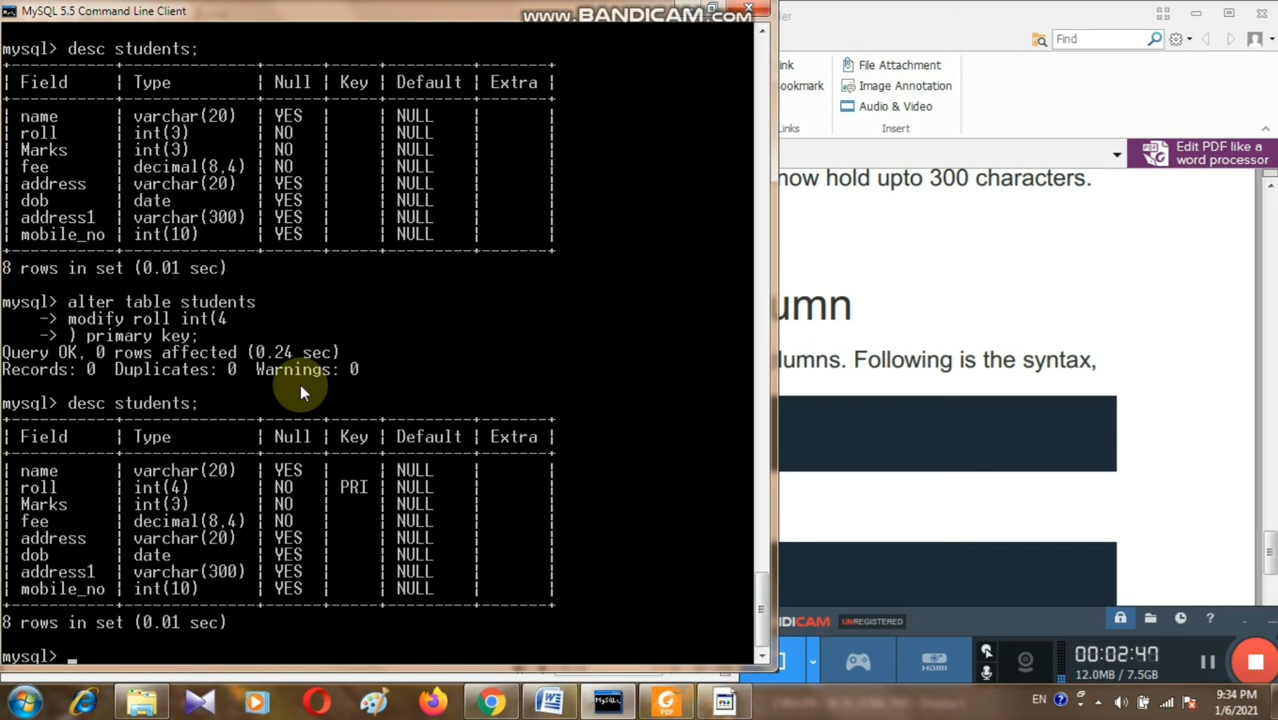 MySQL 5.5 Command Line Client
www.BANDICAM.com
mysql> desc students;
| Field | Type | Null | Key | Default | Extra |
| name | varchar(20) | YES | | NULL | |
| roll | int(3) | NO | | NULL | |
| Marks | int(3) | NO | | NULL | |
| fee | decimal(8,4) | NO | | NULL | |
| address | varchar(20) | YES | | NULL | |
| dob | date | YES | | NULL | |
| address1 | varchar(300) | YES | | NULL | |
| mobile_no | int(10) | YES | | NULL | |
8 rows in set (0.01 sec)
mysql> alter table students
-> modify roll int(4
-> ) primary key;
Query OK, 0 rows affected (0.24 sec)
Records: 0 Duplicates: 0 Warnings: 0
mysql> desc students;
| Field | Type | Null | Key | Default | Extra |
| name | varchar(20) | YES | | NULL | |
| roll | int(4) | NO | PRI | NULL | |
| Marks | int(3) | NO | | NULL | |
| fee | decimal(8,4) | NO | | NULL | |
| address | varchar(20) | YES | | NULL | |
| dob | date | YES | | NULL | |
| address1 | varchar(300) | YES | | NULL | |
| mobile_no | int(10) | YES | | NULL | |
8 rows in set (0.01 sec)
mysql>
Find
File Attachment
Image Annotation
Audio & Video
Insert
Edit PDF like a
word processor
now hold upto 300 characters.
umn
lumns. Following is the syntax,
DICAM UNREGISTERED
HDMI
00:02:47
12.0MB / 7.5GB
PDF
EN
9:34 PM
1/6/2021